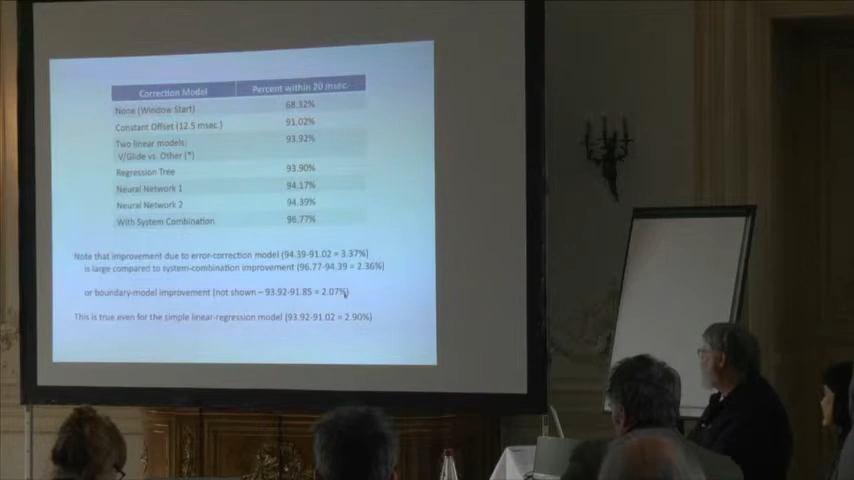 Correction Model Percent within 20 msec.
None (Window Start) 68.32%
Constant Offset (12.5 msec.) 91.02%
Two linear models: 93.92%
V/Glide vs. Other (*)
Regression Tree 93.90%
Neural Network 1 94.17%
Neural Network 2 94.39%
With System Combination 96.77%
Note that improvement due to error-correction model (94.39-91.02 = 3.37%)
is large compared to system-combination improvement (96.77-94.39 = 2.36%)
or boundary-model improvement (not shown – 93.92-91.85 = 2.07%)
This is true even for the simple linear-regression model (93.92-91.02 = 2.90%)